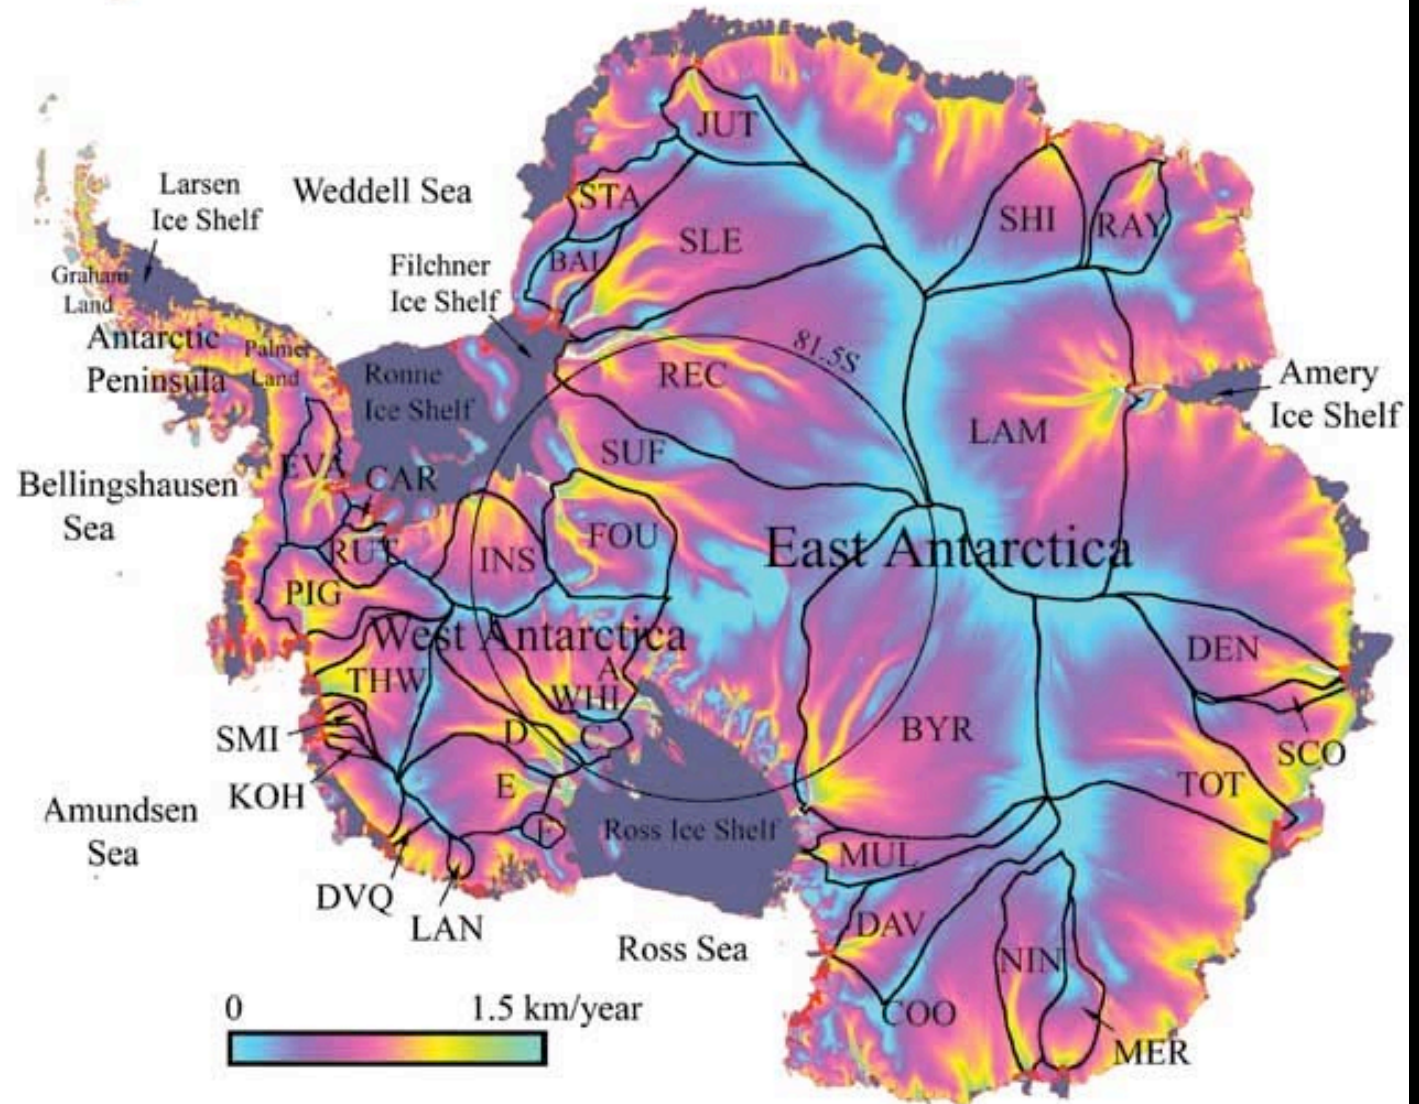 JUT
Larsen
Ice Shelf
Weddell Sea
STA
SHI
RAY
SLE
BAI
Filchner
Ice Shelf
Graham
Land
Antarctic
Peninsula
Palmer
Land
81.5S
Ronne
Ice Shelf
REC
Amery
Ice Shelf
LAM
SUF
EVA
CAR
Bellingshausen
Sea
RUT
INS
FOU
East Antarctica
PIG
West Antarctica
DEN
THW
A
WHI
SMI
D
C
BYR
SCO
KOH
E
TOT
Amundsen
Sea
F
Ross Ice Shelf
MUL
DVQ
LAN
DAV
Ross Sea
NIN
0
1.5 km/year
COO
MER